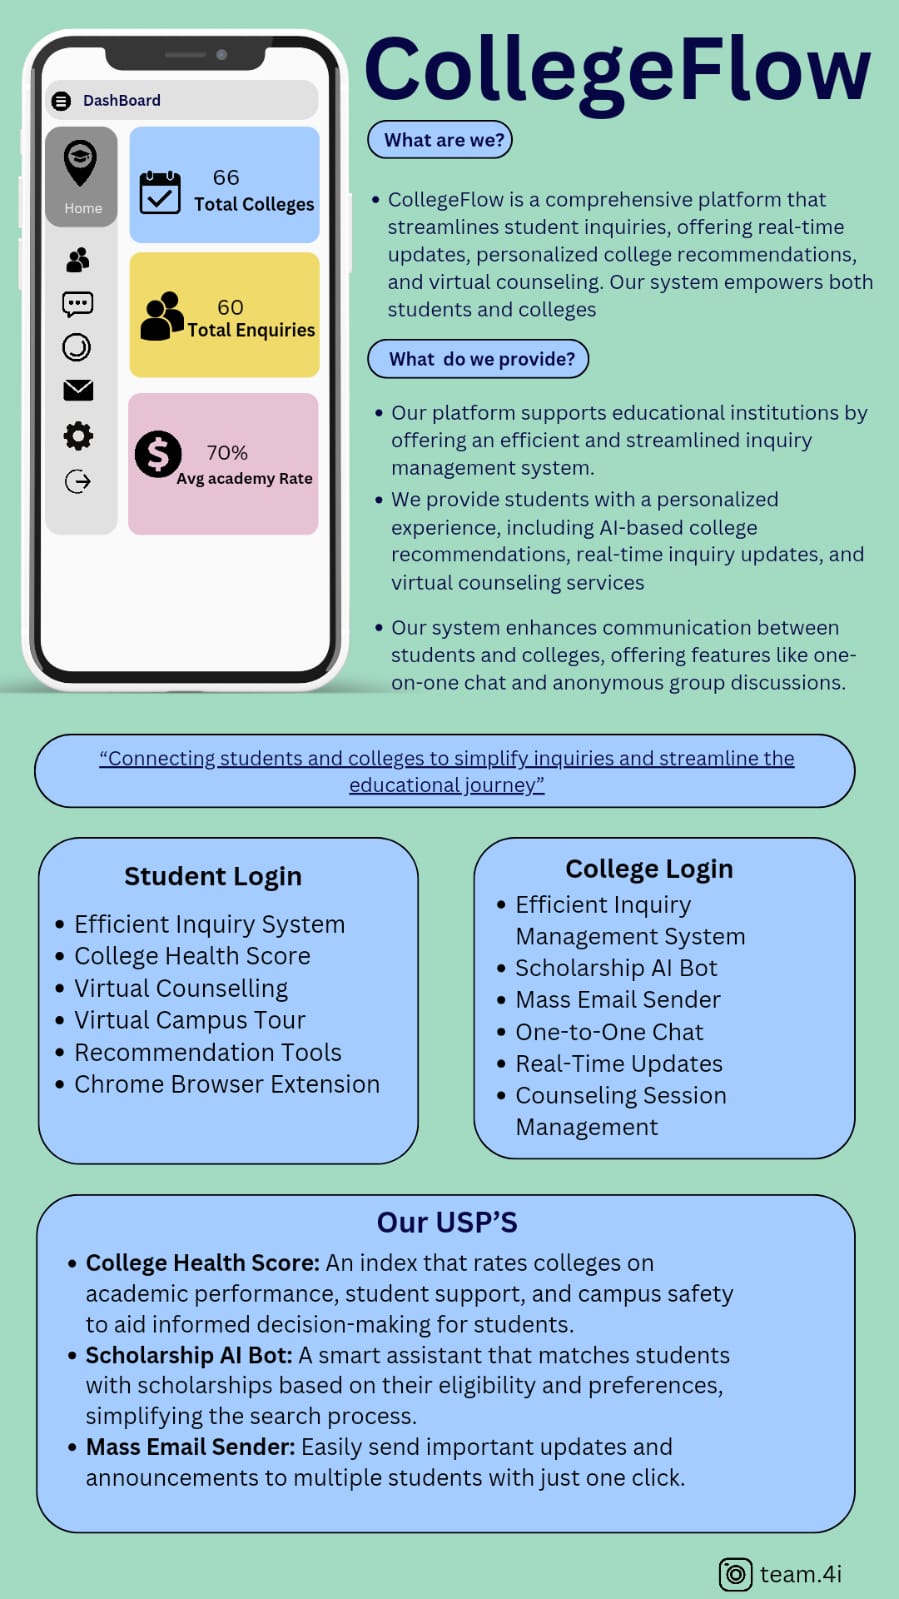 CollegeFlow
DashBoard
Home
66
Total Colleges
60
Total Enquiries
70%
Avg academy Rate
What are we?
• CollegeFlow is a comprehensive platform that
streamlines student inquiries, offering real-time
updates, personalized college recommendations,
and virtual counseling. Our system empowers both
students and colleges
What do we provide?
• Our platform supports educational institutions by
offering an efficient and streamlined inquiry
management system.
• We provide students with a personalized
experience, including AI-based college
recommendations, real-time inquiry updates, and
virtual counseling services
• Our system enhances communication between
students and colleges, offering features like one-
on-one chat and anonymous group discussions.
“Connecting students and colleges to simplify inquiries and streamline the
educational journey”
Student Login
• Efficient Inquiry System
• College Health Score
• Virtual Counselling
• Virtual Campus Tour
• Recommendation Tools
• Chrome Browser Extension
College Login
• Efficient Inquiry
Management System
• Scholarship AI Bot
• Mass Email Sender
• One-to-One Chat
• Real-Time Updates
• Counseling Session
Management
Our USP’S
• College Health Score: An index that rates colleges on
academic performance, student support, and campus safety
to aid informed decision-making for students.
• Scholarship AI Bot: A smart assistant that matches students
with scholarships based on their eligibility and preferences,
simplifying the search process.
• Mass Email Sender: Easily send important updates and
announcements to multiple students with just one click.
team.4i